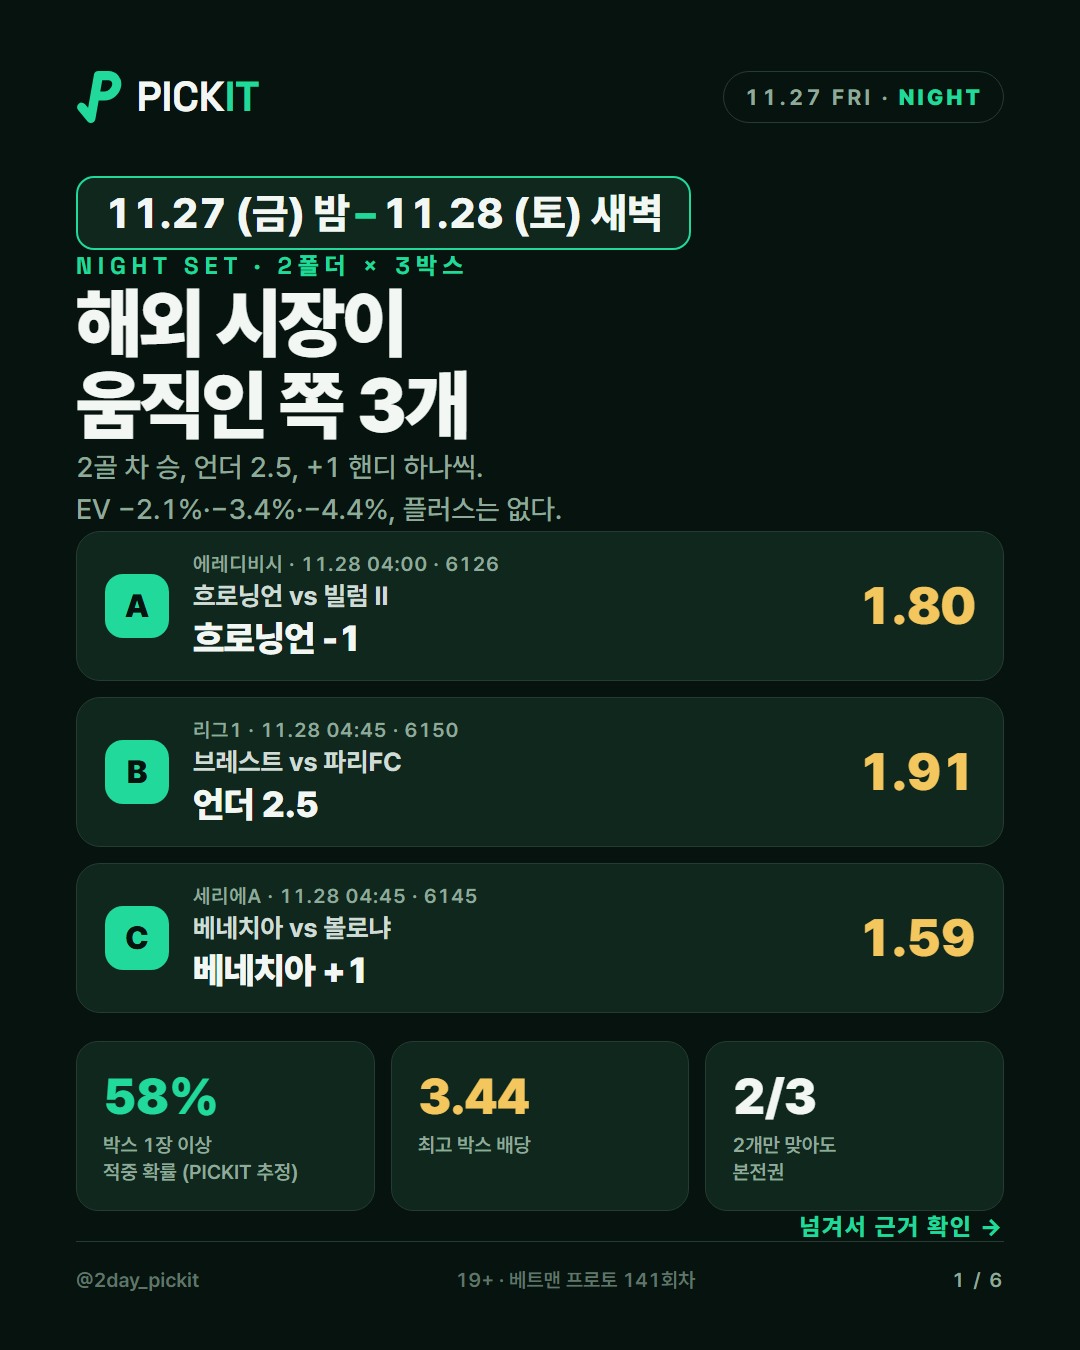 PICKIT
11.27 FRI · NIGHT
11.27 (금) 밤 – 11.28 (토) 새벽
NIGHT SET · 2폴더 × 3박스
해외 시장이
움직인 쪽 3개
2골 차 승, 언더 2.5, +1 핸디 하나씩.
EV −2.1%·−3.4%·−4.4%, 플러스는 없다.
에레디비시 · 11.28 04:00 · 6126
A
흐로닝언 vs 빌럼 II
흐로닝언 -1
1.80
리그1 · 11.28 04:45 · 6150
B
브레스트 vs 파리FC
언더 2.5
1.91
세리에A · 11.28 04:45 · 6145
C
베네치아 vs 볼로냐
베네치아 +1
1.59
58%
박스 1장 이상
적중 확률 (PICKIT 추정)
3.44
최고 박스 배당
2/3
2개만 맞아도
본전권
넘겨서 근거 확인 →
@2day_pickit
19+ · 베트맨 프로토 141회차
1 / 6